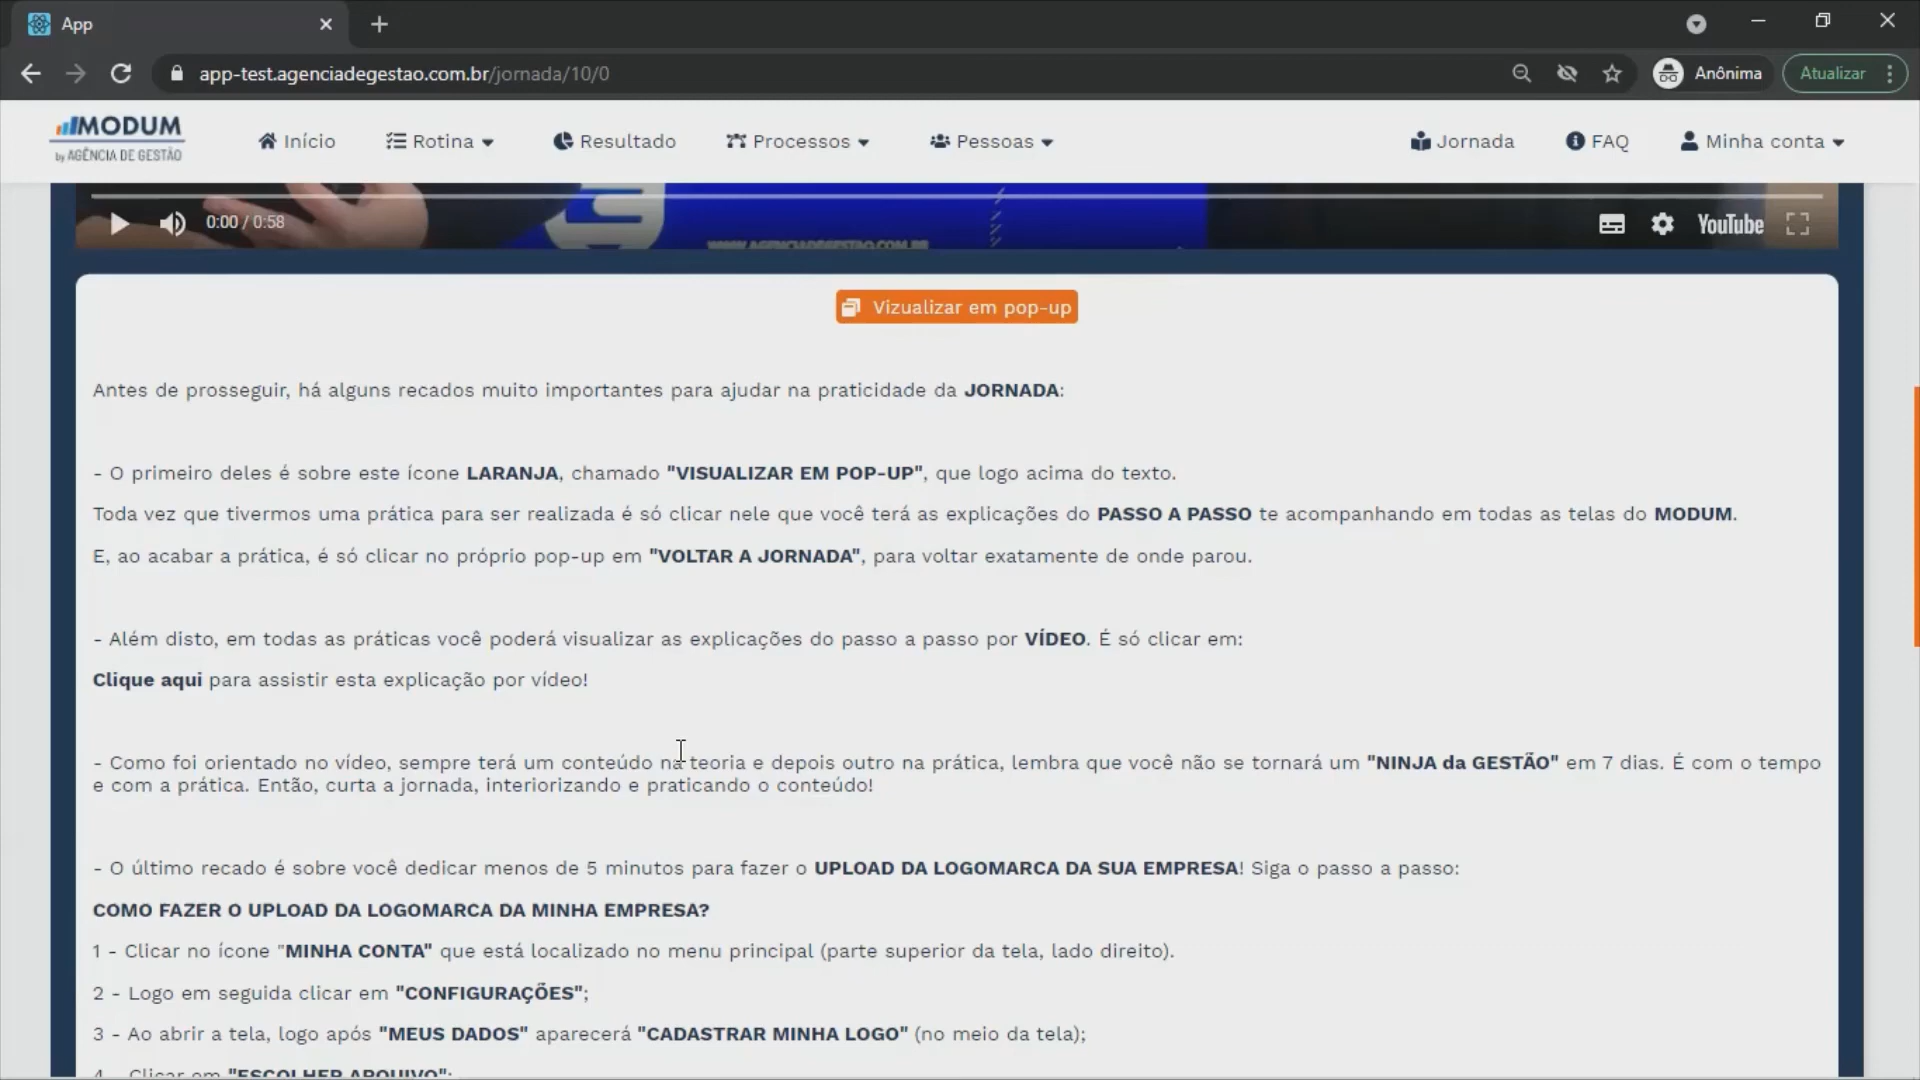 App
app-test.agenciadegestao.com.br/jornada/10/0
Anônima
Atualizar
MODUM
by AGÊNCIA DE GESTÃO
Início
Rotina
Resultado
Processos
Pessoas
Jornada
FAQ
Minha conta
0:00 / 0:58
WWW.AGENCIADEGESTAO.COM.BR
YouTube
Vizualizar em pop-up
Antes de prosseguir, há alguns recados muito importantes para ajudar na praticidade da JORNADA:
- O primeiro deles é sobre este ícone LARANJA, chamado "VISUALIZAR EM POP-UP", que logo acima do texto.
Toda vez que tivermos uma prática para ser realizada é só clicar nele que você terá as explicações do PASSO A PASSO te acompanhando em todas as telas do MODUM.
E, ao acabar a prática, é só clicar no próprio pop-up em "VOLTAR A JORNADA", para voltar exatamente de onde parou.
- Além disto, em todas as práticas você poderá visualizar as explicações do passo a passo por VÍDEO. É só clicar em:
Clique aqui para assistir esta explicação por vídeo!
- Como foi orientado no vídeo, sempre terá um conteúdo na teoria e depois outro na prática, lembra que você não se tornará um "NINJA da GESTÃO" em 7 dias. É com o tempo
e com a prática. Então, curta a jornada, interiorizando e praticando o conteúdo!
- O último recado é sobre você dedicar menos de 5 minutos para fazer o UPLOAD DA LOGOMARCA DA SUA EMPRESA! Siga o passo a passo:
COMO FAZER O UPLOAD DA LOGOMARCA DA MINHA EMPRESA?
1 - Clicar no ícone "MINHA CONTA" que está localizado no menu principal (parte superior da tela, lado direito).
2 - Logo em seguida clicar em "CONFIGURAÇÕES";
3 - Ao abrir a tela, logo após "MEUS DADOS" aparecerá "CADASTRAR MINHA LOGO" (no meio da tela);
4 - Clicar em "ESCOLHER ARQUIVO";